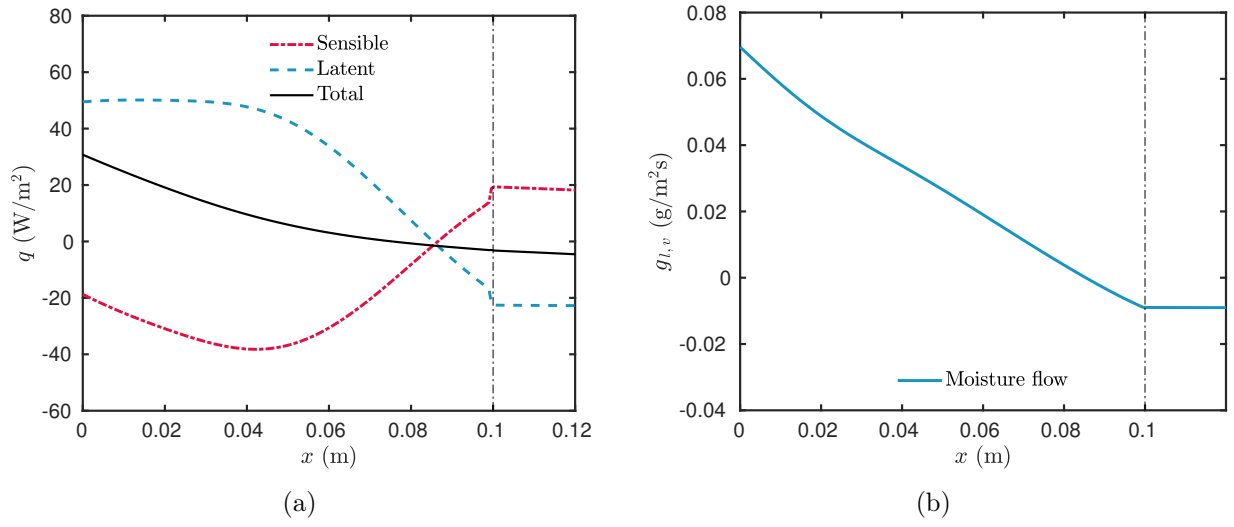 80
60
40
20
0
-20
-40
-60
q (W/m²)
Sensible
Latent
Total
0 0.02 0.04 0.06 0.08 0.1 0.12
x (m)
(a)
0.08
0.06
0.04
0.02
0
-0.02
-0.04
g_{l,v} (g/m²s)
Moisture flow
0 0.02 0.04 0.06 0.08 0.1
x (m)
(b)